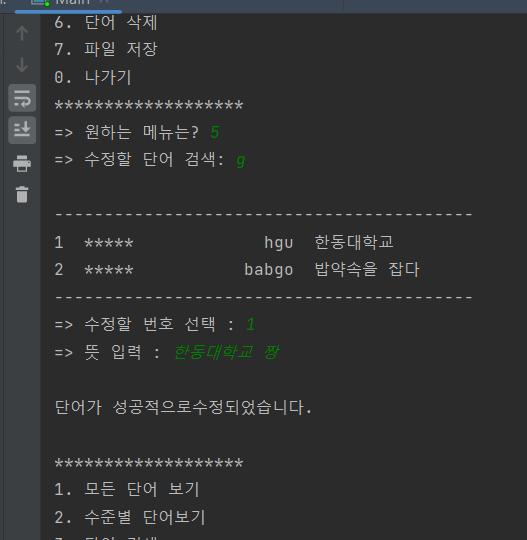 Main
6. 단어 삭제
7. 파일 저장
0. 나가기
*******************
=> 원하는 메뉴는? 5
=> 수정할 단어 검색: g
------------------------------------------
1 ***** hgu 한동대학교
2 ***** babgo 밥약속을 잡다
------------------------------------------
=> 수정할 번호 선택 : 1
=> 뜻 입력 : 한동대학교 짱
단어가 성공적으로수정되었습니다.
*******************
1. 모든 단어 보기
2. 수준별 단어보기